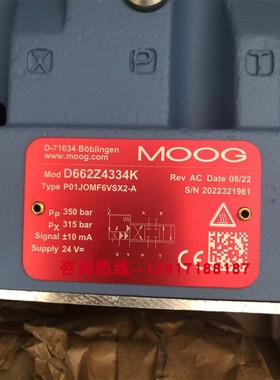 X P T
D-71034 Böblingen
www.moog.com
MOOG
Mod D662Z4334K
Rev AC Date 08/22
Type P01JOMF6VSX2-A
S/N 2022321961
PP 350 bar
PX 315 bar
Signal ±10 mA
Supply 24 V=
A B
X Y P T
13917188187